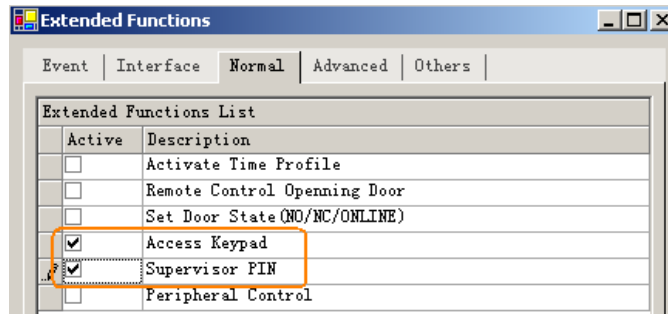 Extended Functions
Event Interface Normal Advanced Others
Extended Functions List
Active Description
Activate Time Profile
Remote Control Openning Door
Set Door State(NO/NC/ONLINE)
Access Keypad
Supervisor PIN
Peripheral Control